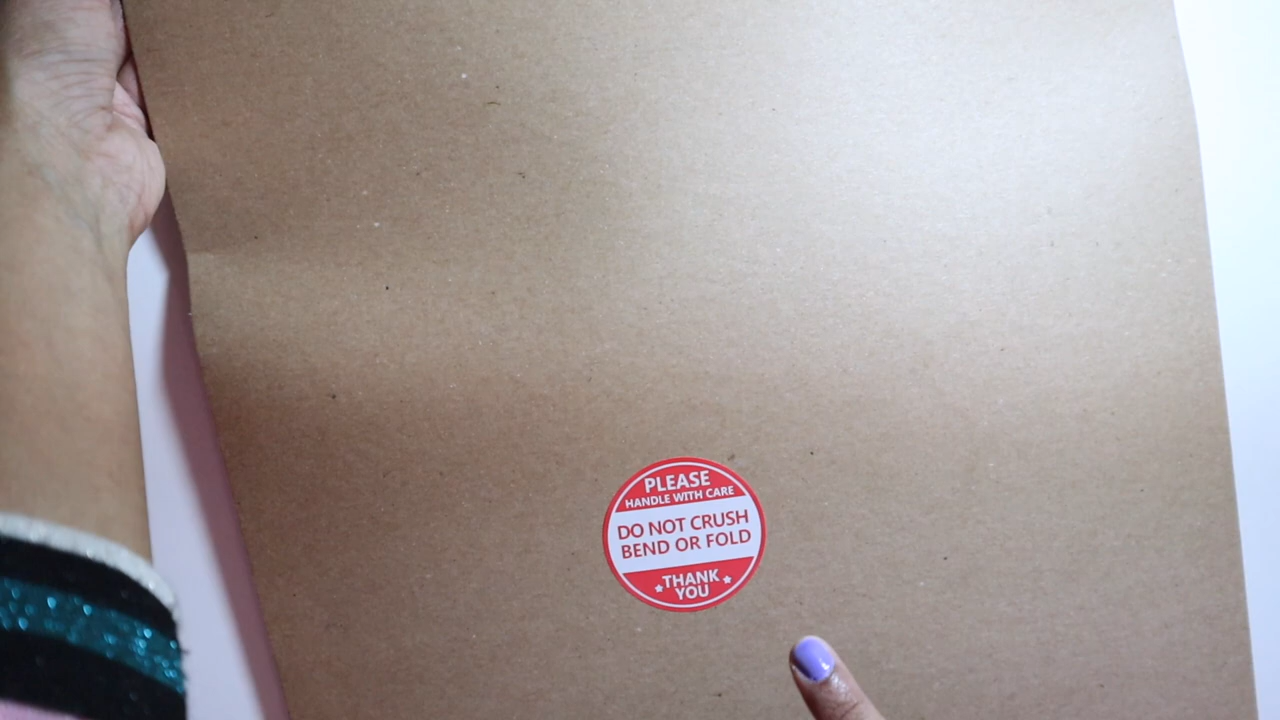 PLEASE
HANDLE WITH CARE
DO NOT CRUSH
BEND OR FOLD
THANK
YOU